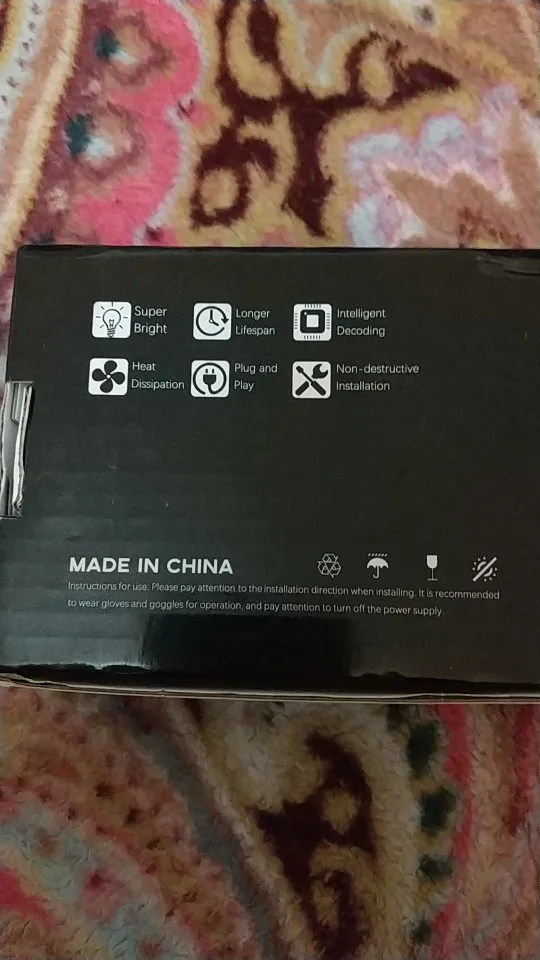 Super
Bright
Longer
Lifespan
Intelligent
Decoding
Heat
Dissipation
Plug and
Play
Non-destructive
Installation
MADE IN CHINA
Instructions for use: Please pay attention to the installation direction when installing. It is recommended
to wear gloves and goggles for operation, and pay attention to turn off the power supply.